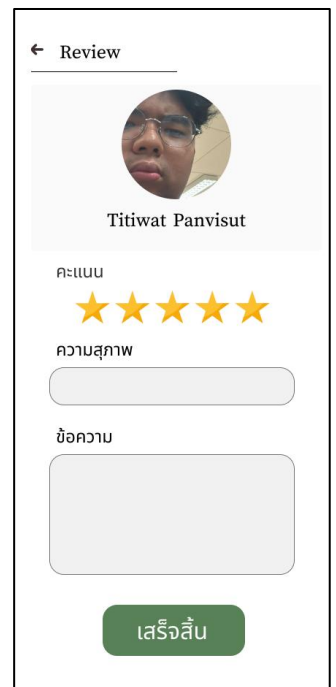 Review
Titiwat Panvisut
คะแนน
ความสุภาพ
ข้อความ
เสร็จสิ้น